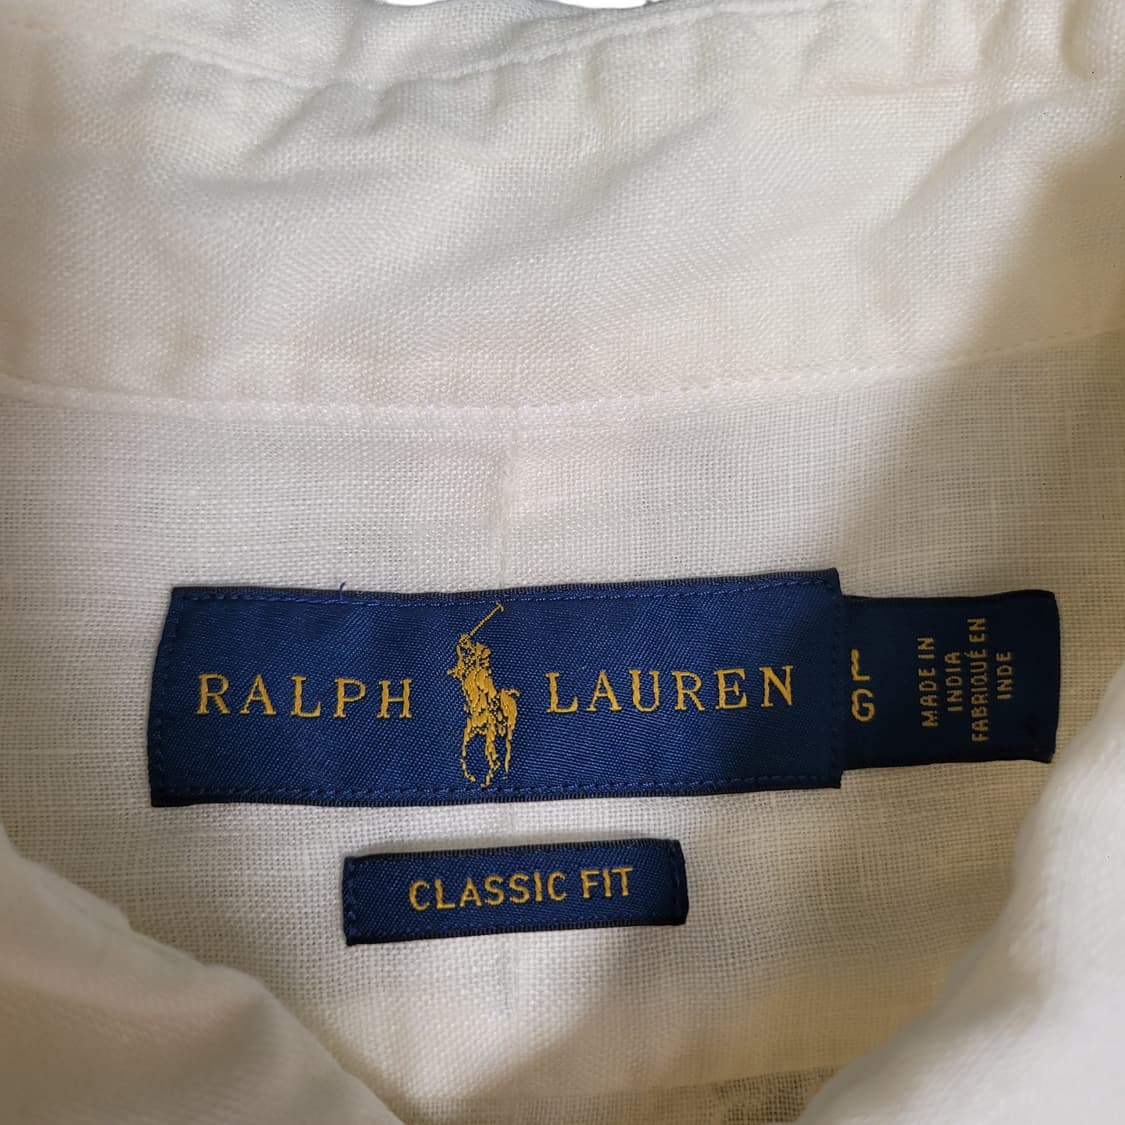 RALPH LAUREN
L
G
MADE IN
INDIA
FABRIQUÉ EN
INDE
CLASSIC FIT